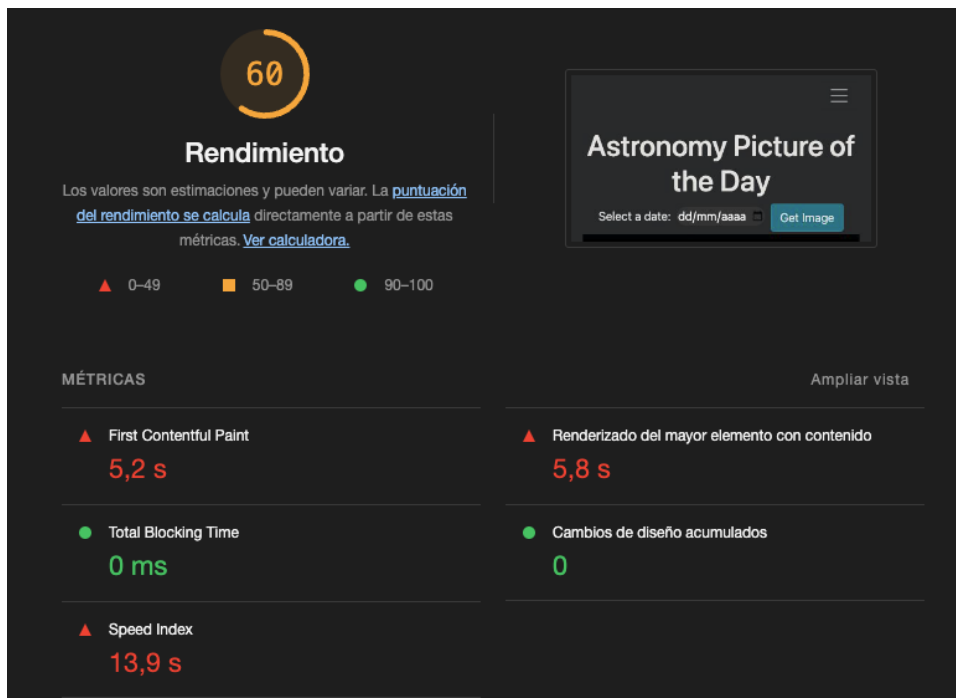 60
Rendimiento
Los valores son estimaciones y pueden variar. La puntuación
del rendimiento se calcula directamente a partir de estas
métricas. Ver calculadora.
0–49
50–89
90–100
Astronomy Picture of
the Day
Select a date: dd/mm/aaaa Get Image
MÉTRICAS
Ampliar vista
First Contentful Paint
5,2 s
Renderizado del mayor elemento con contenido
5,8 s
Total Blocking Time
0 ms
Cambios de diseño acumulados
0
Speed Index
13,9 s